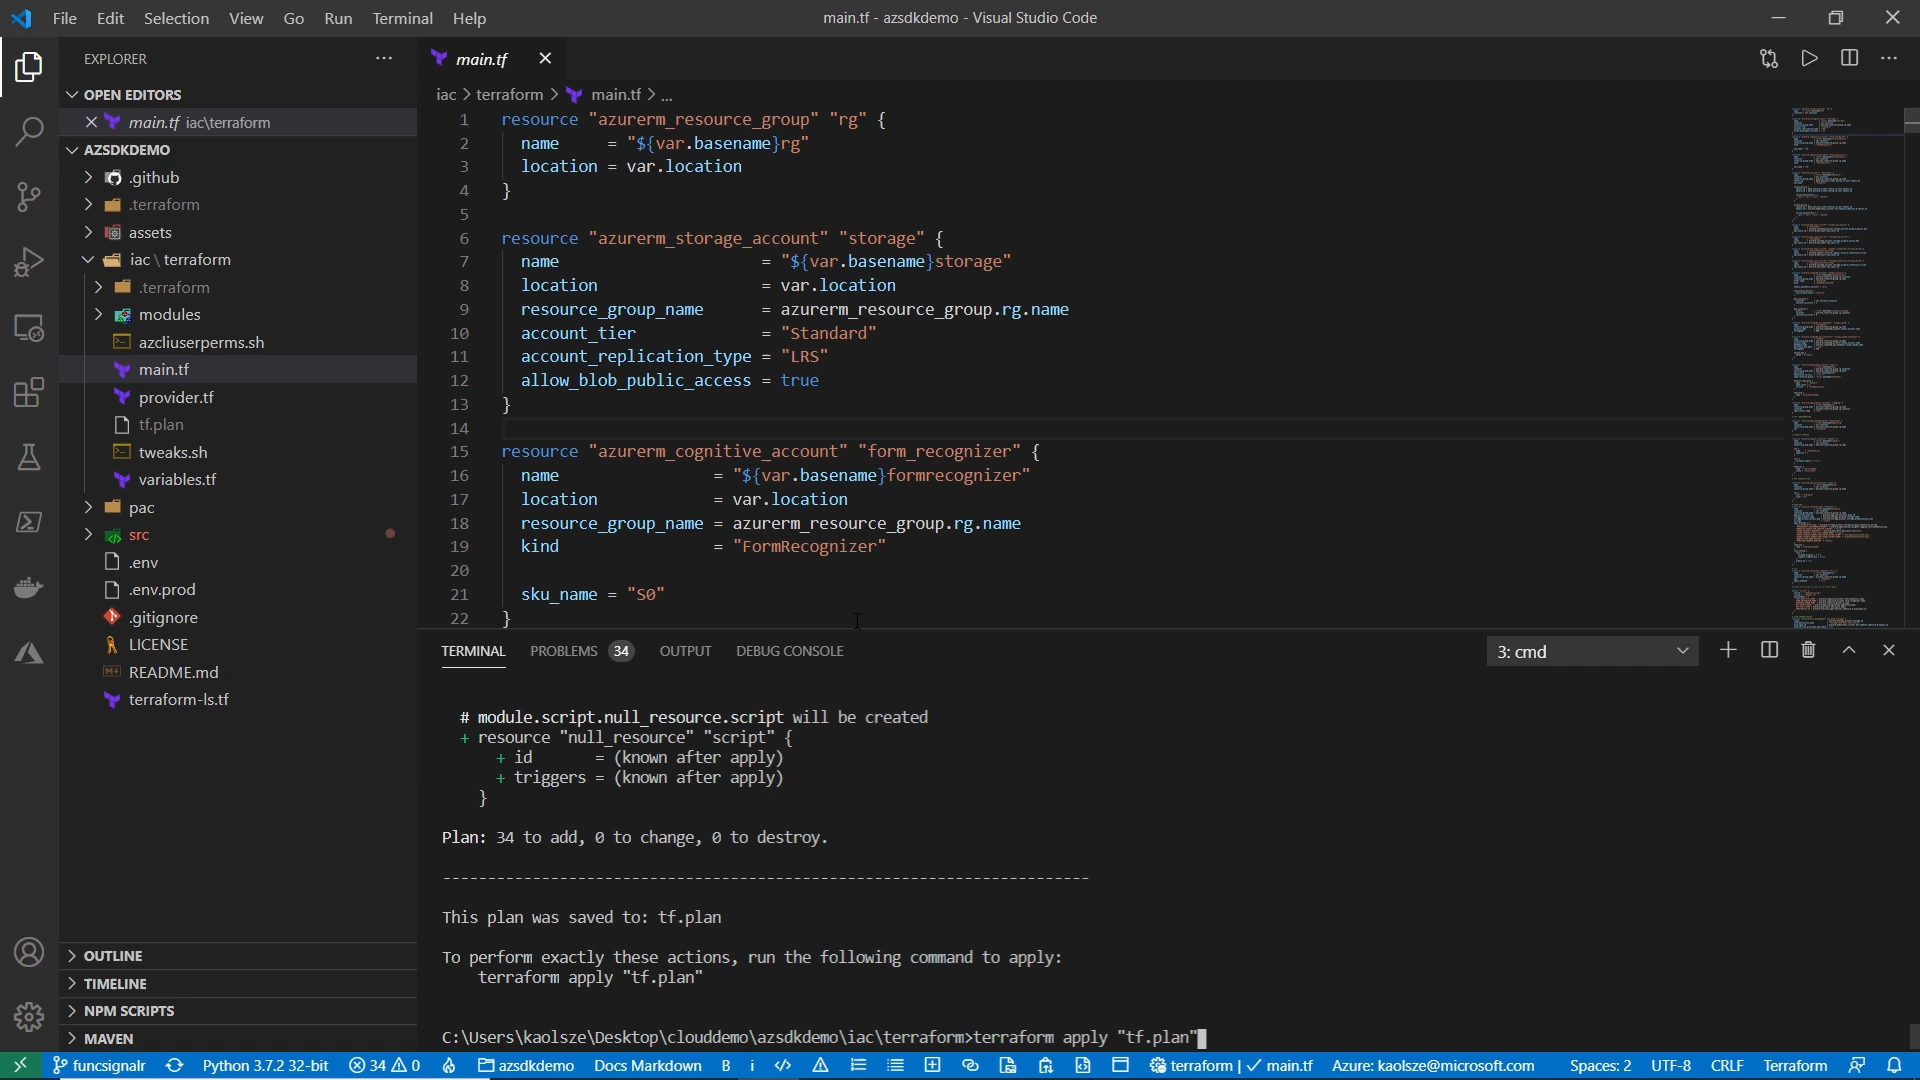 File Edit Selection View Go Run Terminal Help
main.tf - azsdkdemo - Visual Studio Code
EXPLORER
OPEN EDITORS
main.tf iac\terraform
AZSDKDEMO
.github
.terraform
assets
iac \ terraform
.terraform
modules
azcliuserperms.sh
main.tf
provider.tf
tf.plan
tweaks.sh
variables.tf
pac
src
.env
.env.prod
.gitignore
LICENSE
README.md
terraform-ls.tf
OUTLINE
TIMELINE
NPM SCRIPTS
MAVEN
main.tf
iac > terraform > main.tf > ...
1 resource "azurerm_resource_group" "rg" {
2 name = "${var.basename}rg"
3 location = var.location
4 }
5
6 resource "azurerm_storage_account" "storage" {
7 name = "${var.basename}storage"
8 location = var.location
9 resource_group_name = azurerm_resource_group.rg.name
10 account_tier = "Standard"
11 account_replication_type = "LRS"
12 allow_blob_public_access = true
13 }
14
15 resource "azurerm_cognitive_account" "form_recognizer" {
16 name = "${var.basename}formrecognizer"
17 location = var.location
18 resource_group_name = azurerm_resource_group.rg.name
19 kind = "FormRecognizer"
20
21 sku_name = "S0"
22 }
TERMINAL PROBLEMS 34 OUTPUT DEBUG CONSOLE
3: cmd
# module.script.null_resource.script will be created
+ resource "null_resource" "script" {
+ id = (known after apply)
+ triggers = (known after apply)
}
Plan: 34 to add, 0 to change, 0 to destroy.
------------------------------------------------------------------------
This plan was saved to: tf.plan
To perform exactly these actions, run the following command to apply:
terraform apply "tf.plan"
C:\Users\kaolsze\Desktop\clouddemo\azsdkdemo\iac\terraform>terraform apply "tf.plan"
funcsignalr Python 3.7.2 32-bit 34 0 azsdkdemo Docs Markdown B i terraform | ✓ main.tf Azure: kaolsze@microsoft.com Spaces: 2 UTF-8 CRLF Terraform